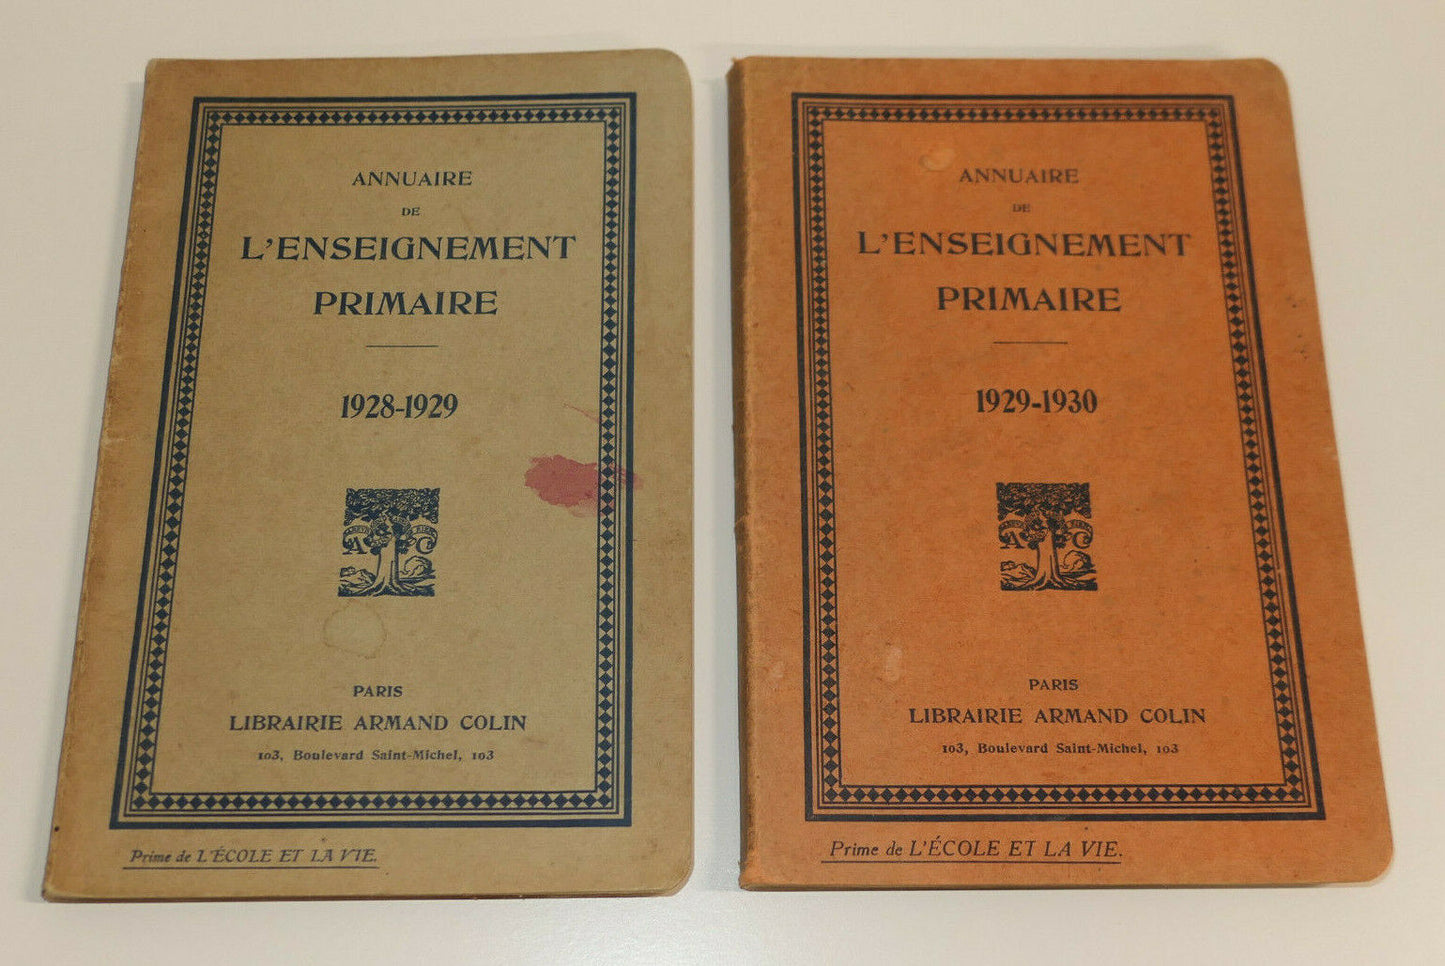 ANNUAIRE
DE
L'ENSEIGNEMENT
PRIMAIRE
1928-1929
A C
PARIS
LIBRAIRIE ARMAND COLIN
103, Boulevard Saint-Michel, 103
Prime de L'ÉCOLE ET LA VIE.
ANNUAIRE
DE
L'ENSEIGNEMENT
PRIMAIRE
1929-1930
A C
PARIS
LIBRAIRIE ARMAND COLIN
103, Boulevard Saint-Michel, 103
Prime de L'ÉCOLE ET LA VIE.